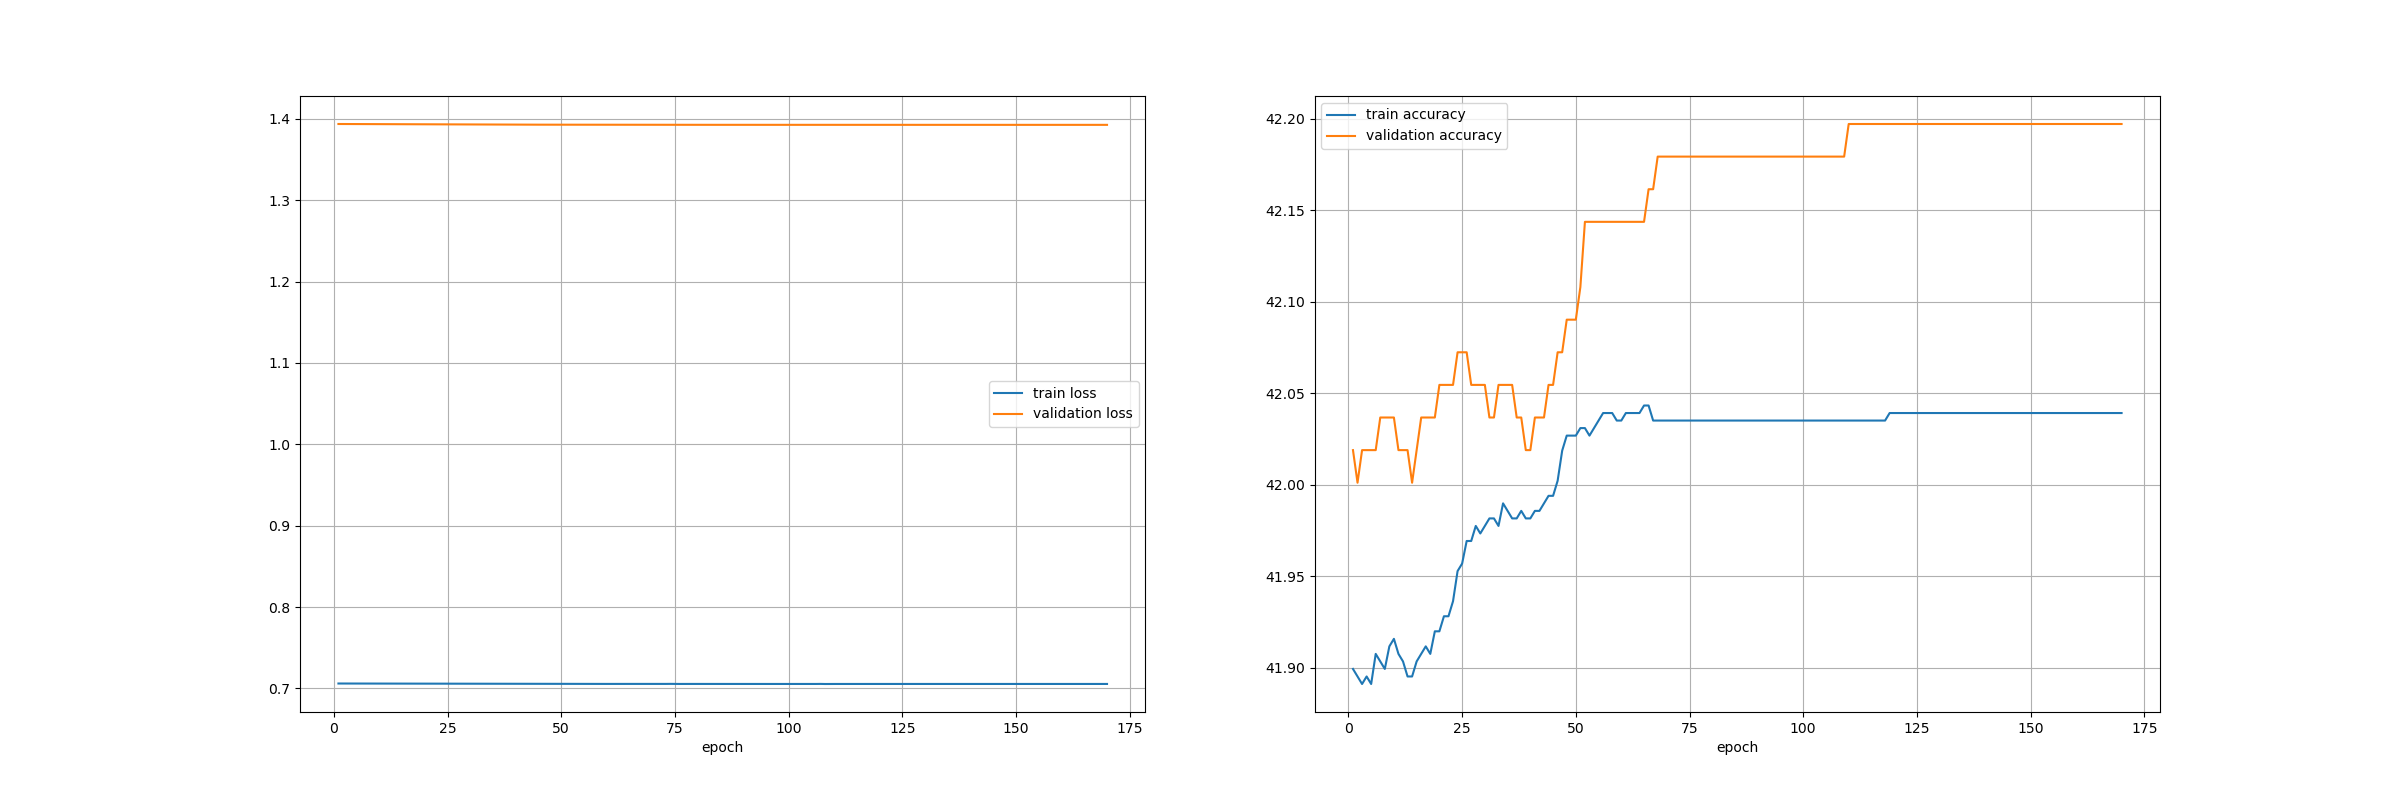 1.4
1.3
1.2
1.1
1.0
0.9
0.8
0.7
0 25 50 75 100 125 150 175
epoch
train loss
validation loss
42.20
42.15
42.10
42.05
42.00
41.95
41.90
0 25 50 75 100 125 150 175
epoch
train accuracy
validation accuracy